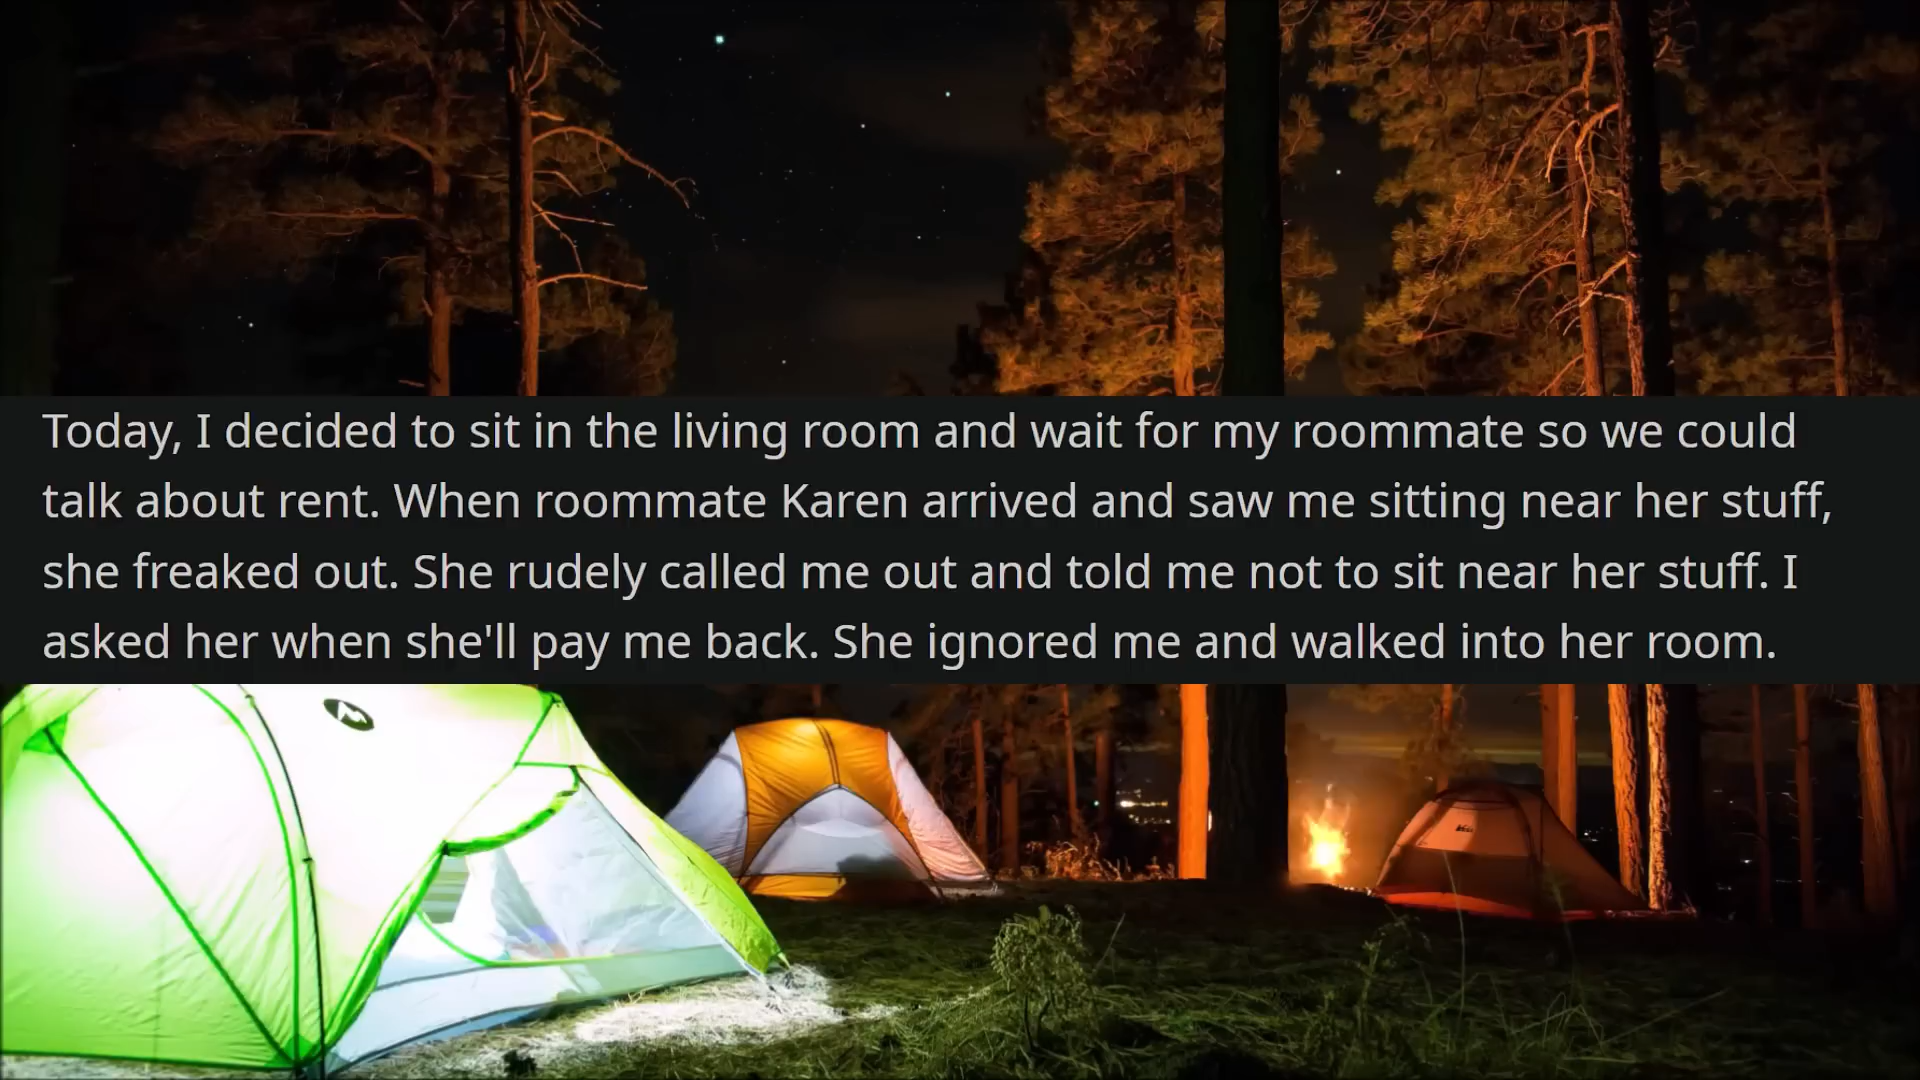 Today, I decided to sit in the living room and wait for my roommate so we could
talk about rent. When roommate Karen arrived and saw me sitting near her stuff,
she freaked out. She rudely called me out and told me not to sit near her stuff. I
asked her when she'll pay me back. She ignored me and walked into her room.